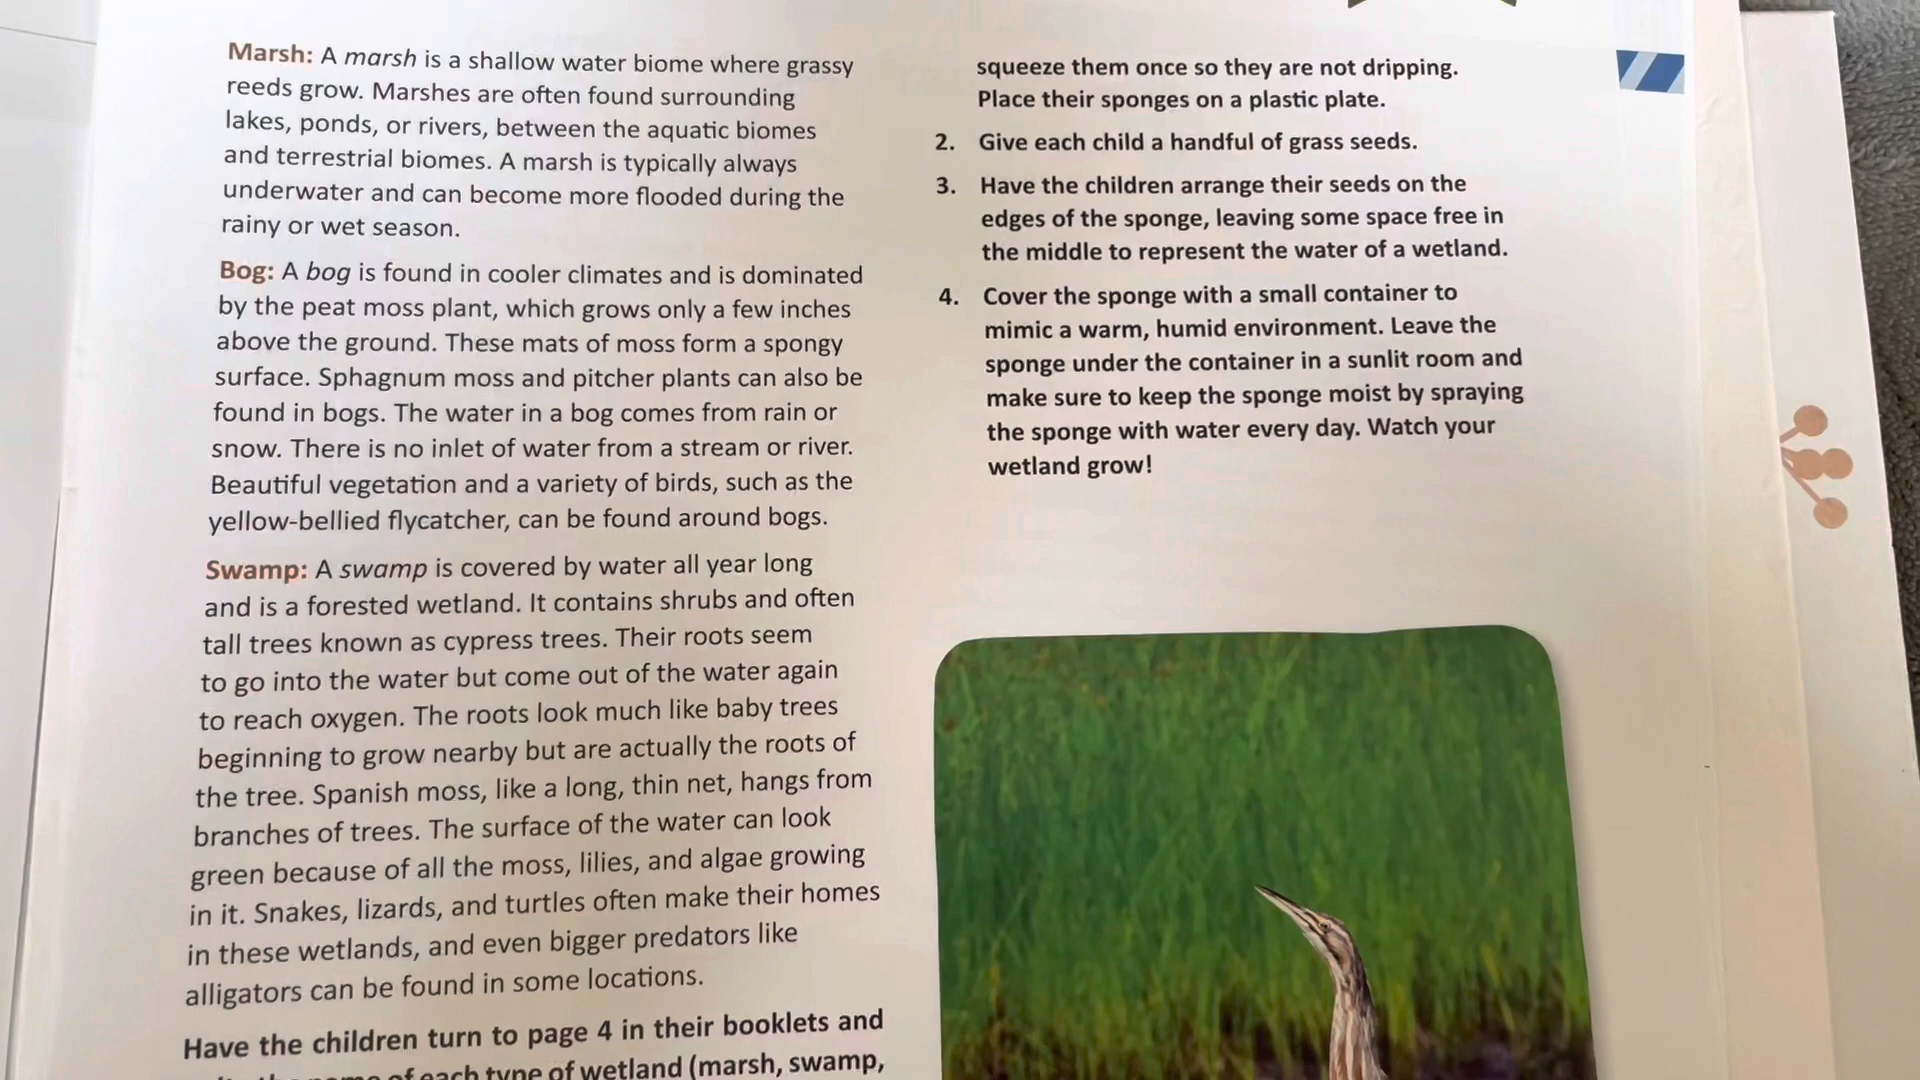 Marsh: A marsh is a shallow water biome where grassy
reeds grow. Marshes are often found surrounding
lakes, ponds, or rivers, between the aquatic biomes
and terrestrial biomes. A marsh is typically always
underwater and can become more flooded during the
rainy or wet season.
Bog: A bog is found in cooler climates and is dominated
by the peat moss plant, which grows only a few inches
above the ground. These mats of moss form a spongy
surface. Sphagnum moss and pitcher plants can also be
found in bogs. The water in a bog comes from rain or
snow. There is no inlet of water from a stream or river.
Beautiful vegetation and a variety of birds, such as the
yellow-bellied flycatcher, can be found around bogs.
Swamp: A swamp is covered by water all year long
and is a forested wetland. It contains shrubs and often
tall trees known as cypress trees. Their roots seem
to go into the water but come out of the water again
to reach oxygen. The roots look much like baby trees
beginning to grow nearby but are actually the roots of
the tree. Spanish moss, like a long, thin net, hangs from
branches of trees. The surface of the water can look
green because of all the moss, lilies, and algae growing
in it. Snakes, lizards, and turtles often make their homes
in these wetlands, and even bigger predators like
alligators can be found in some locations.
Have the children turn to page 4 in their booklets and
of each type of wetland (marsh, swamp,
squeeze them once so they are not dripping.
Place their sponges on a plastic plate.
2. Give each child a handful of grass seeds.
3. Have the children arrange their seeds on the
edges of the sponge, leaving some space free in
the middle to represent the water of a wetland.
4. Cover the sponge with a small container to
mimic a warm, humid environment. Leave the
sponge under the container in a sunlit room and
make sure to keep the sponge moist by spraying
the sponge with water every day. Watch your
wetland grow!